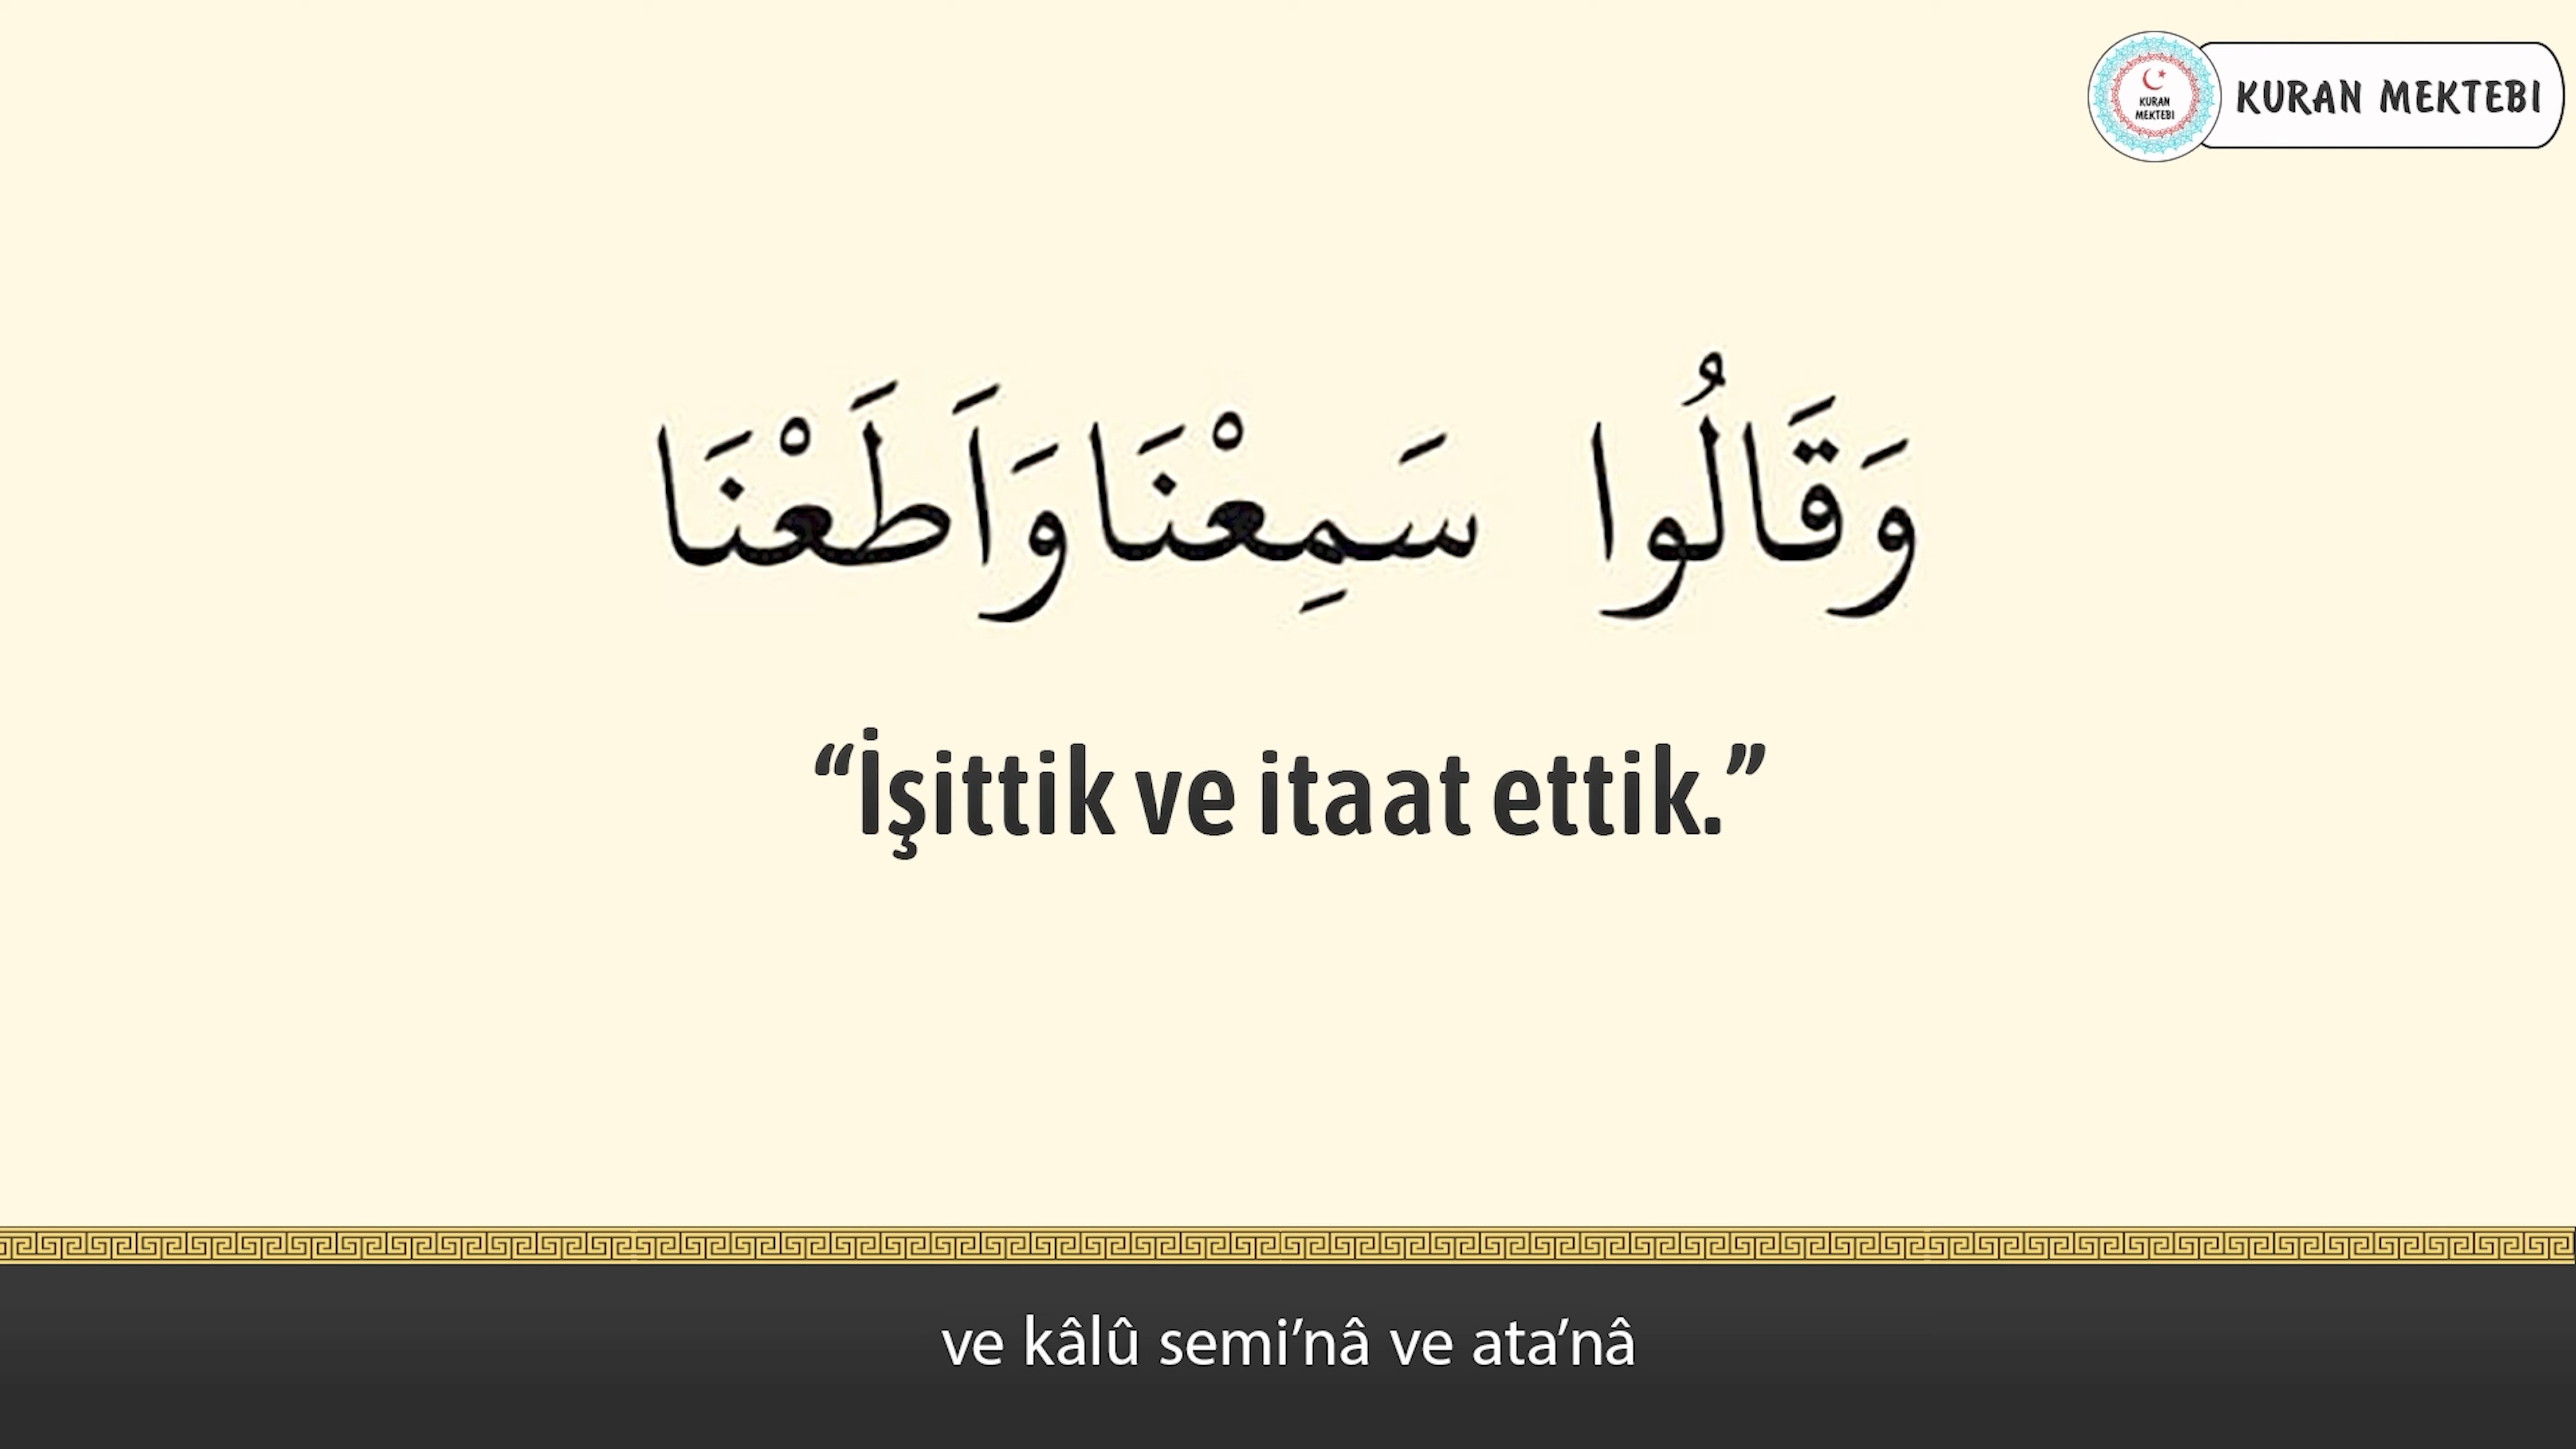 KURAN MEKTEBI
KURAN
MEKTEBI
وَقَالُوا سَمِعْنَا وَاَطَعْنَا
“İşittik ve itaat ettik.”
ve kâlû semi’nâ ve ata’nâ